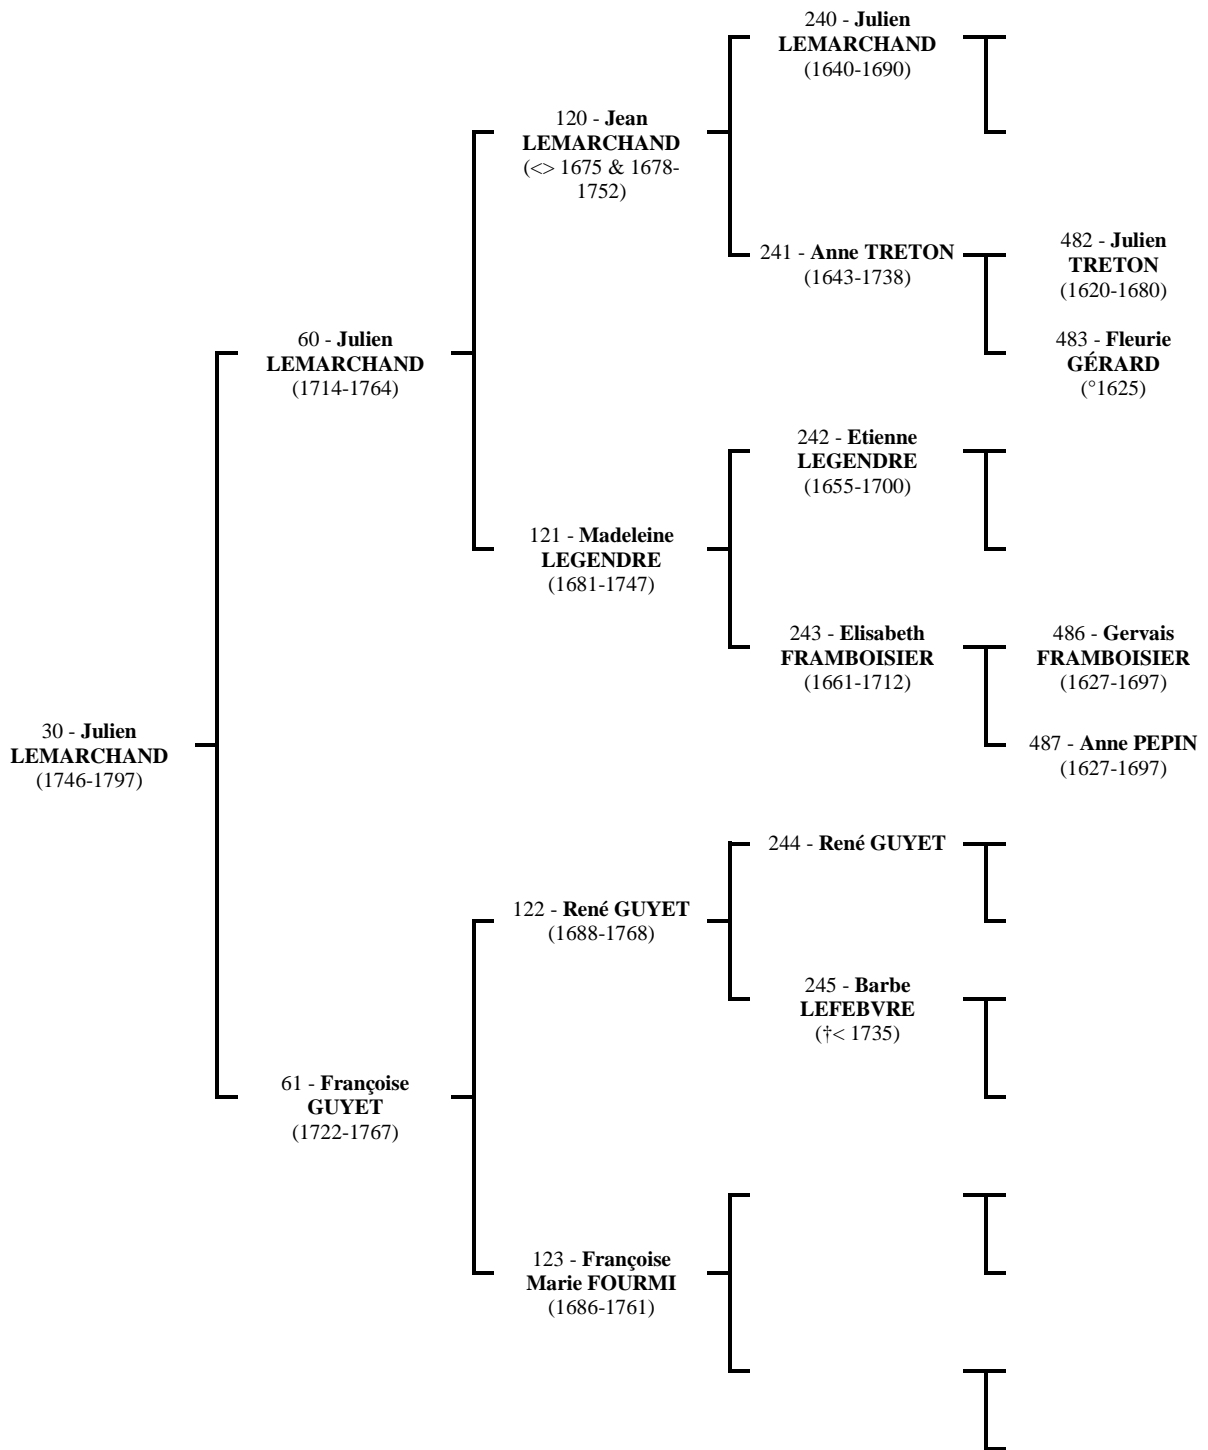 240 - Julien
LEMARCHAND
(1640-1690)
120 - Jean
LEMARCHAND
(<> 1675 & 1678-
1752)
241 - Anne TRETON
(1643-1738)
482 - Julien
TRETON
(1620-1680)
60 - Julien
LEMARCHAND
(1714-1764)
483 - Fleurie
GÉRARD
(°1625)
242 - Etienne
LEGENDRE
(1655-1700)
121 - Madeleine
LEGENDRE
(1681-1747)
243 - Elisabeth
FRAMBOISIER
(1661-1712)
486 - Gervais
FRAMBOISIER
(1627-1697)
30 - Julien
LEMARCHAND
(1746-1797)
487 - Anne PEPIN
(1627-1697)
244 - René GUYET
122 - René GUYET
(1688-1768)
245 - Barbe
LEFEBVRE
(†< 1735)
61 - Françoise
GUYET
(1722-1767)
123 - Françoise
Marie FOURMI
(1686-1761)